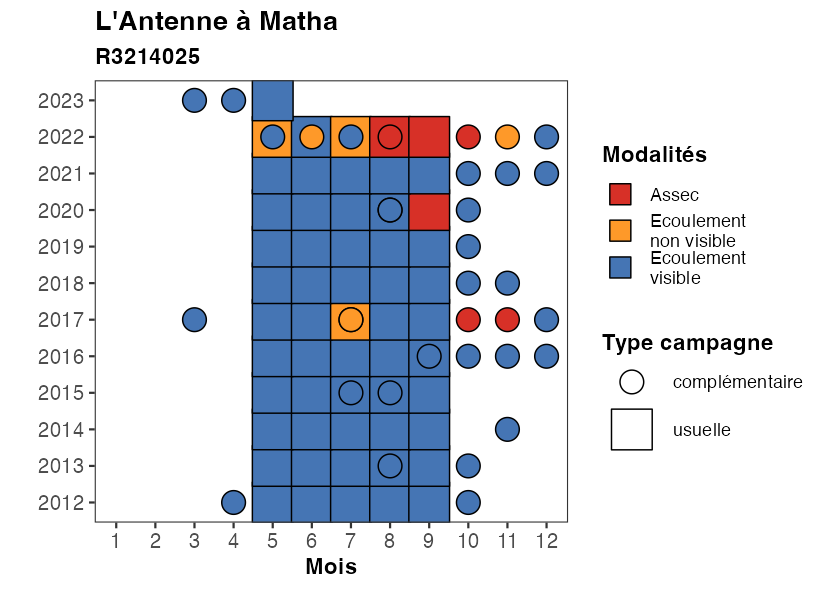 L'Antenne à Matha
R3214025
2023
2022
2021
2020
2019
2018
2017
2016
2015
2014
2013
2012
1 2 3 4 5 6 7 8 9 10 11 12
Mois
Modalités
Assec
Ecoulement
non visible
Ecoulement
visible
Type campagne
complémentaire
usuelle